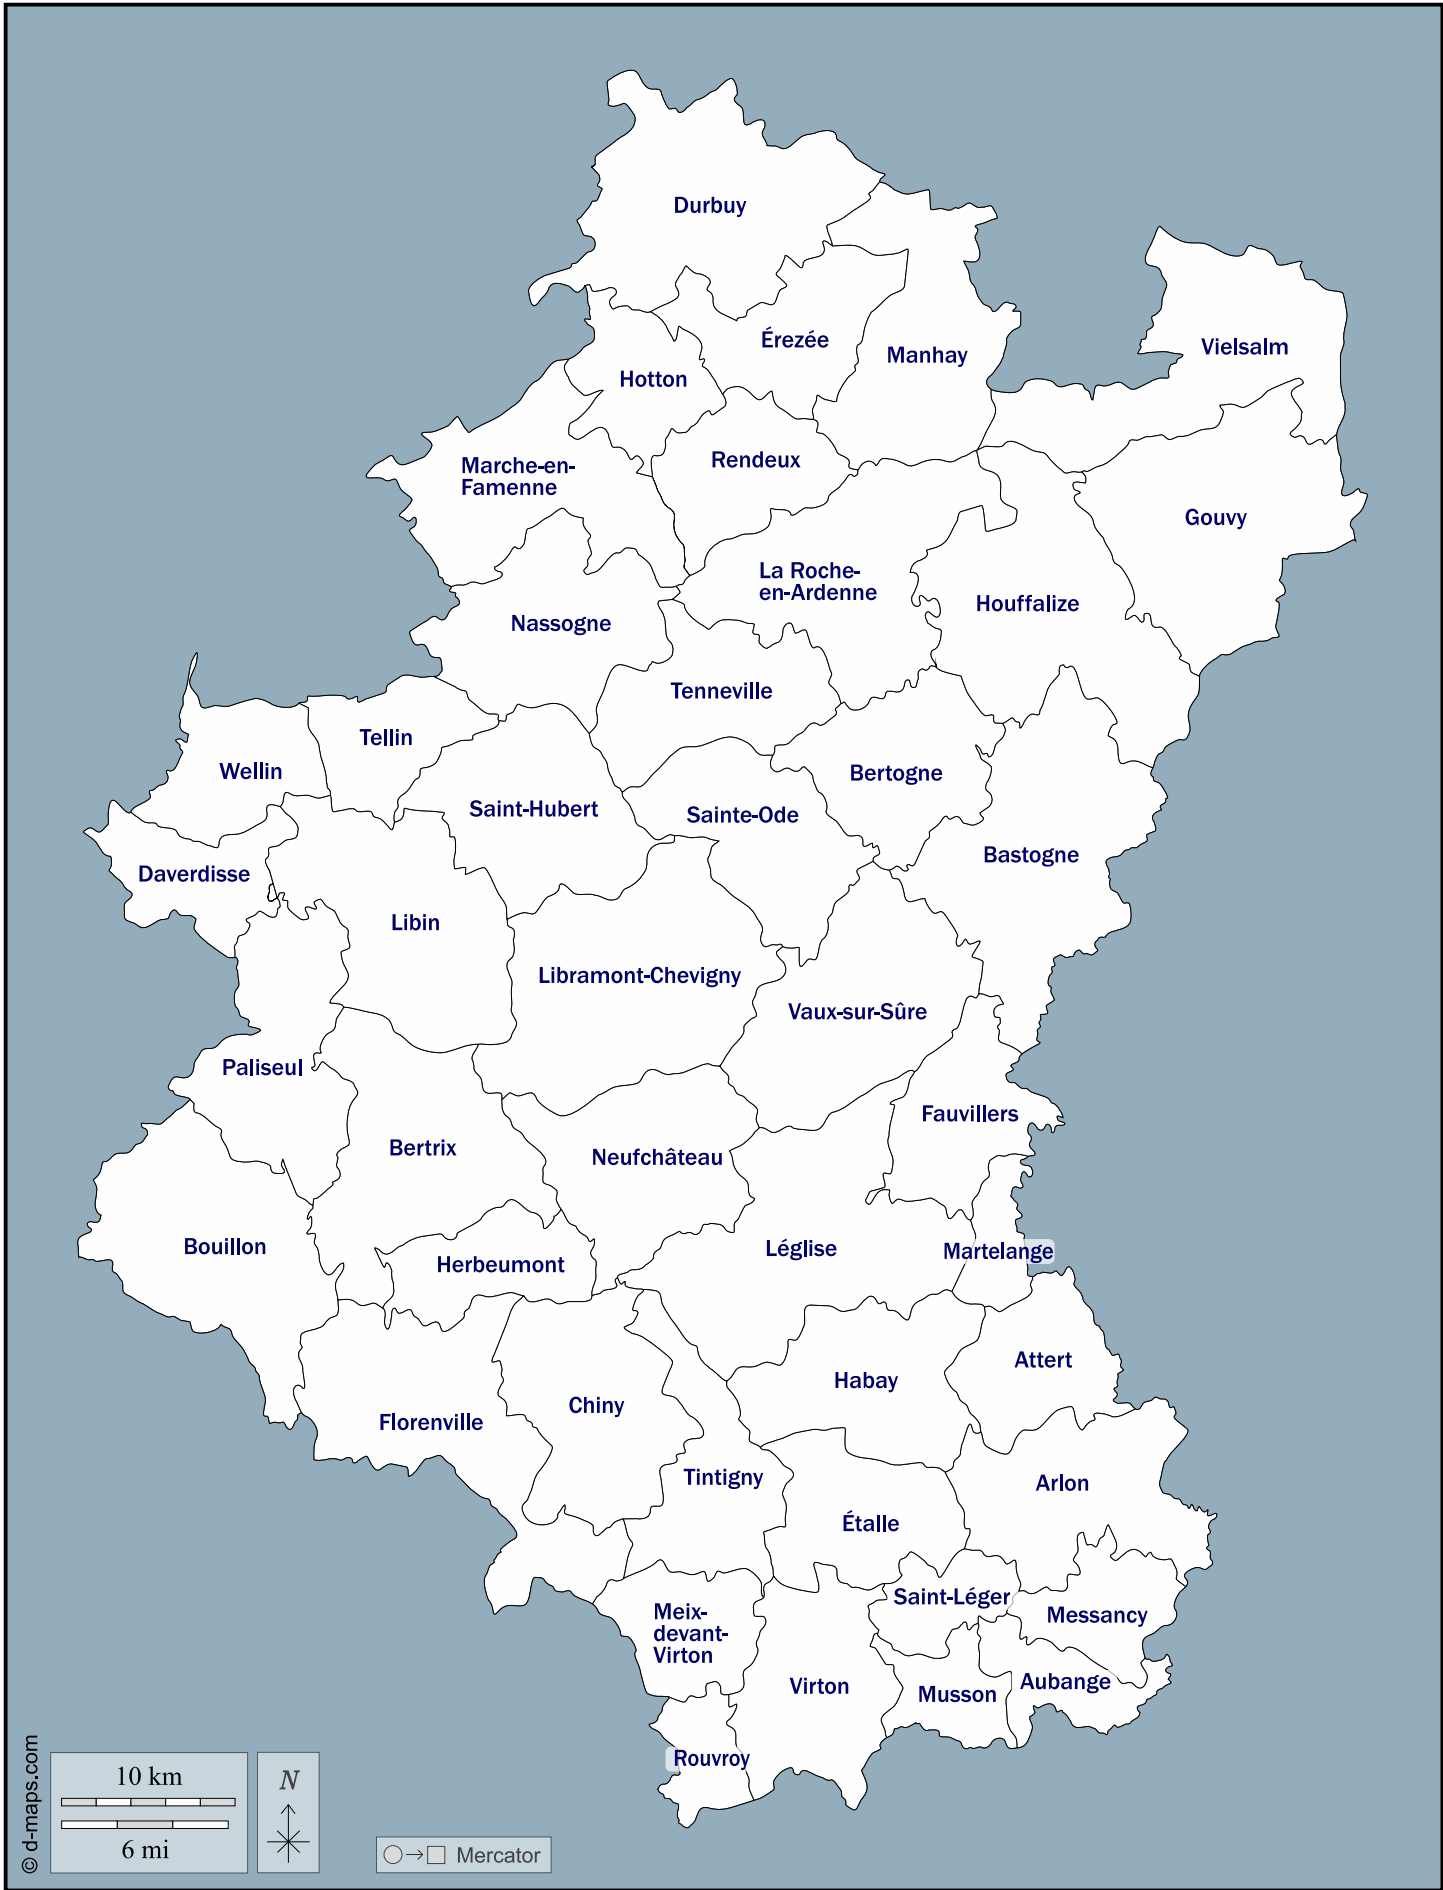 Durbuy
Érezée
Manhay
Vielsalm
Hotton
Rendeux
Marche-en-
Famenne
Gouvy
La Roche-
en-Ardenne
Houffalize
Nassogne
Tenneville
Tellin
Wellin
Bertogne
Saint-Hubert
Sainte-Ode
Bastogne
Daverdisse
Libin
Libramont-Chevigny
Vaux-sur-Sûre
Paliseul
Fauvillers
Bertrix
Neufchâteau
Bouillon
Herbeumont
Léglise
Martelange
Attert
Habay
Chiny
Florenville
Tintigny
Arlon
Étalle
Saint-Léger
Messancy
Meix-
devant-
Virton
Virton
Musson
Aubange
Rouvroy
© d-maps.com
10 km
6 mi
N
Mercator